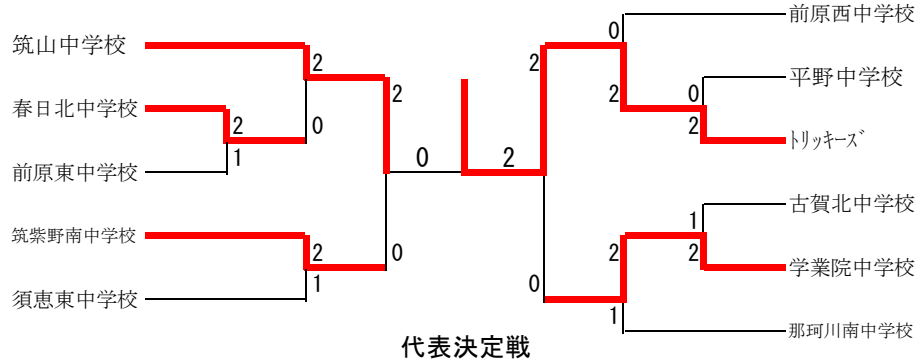 筑山中学校
春日北中学校
前原東中学校
筑紫野南中学校
須恵東中学校
2
0
2
1
2
1
2
0
0
2
代表決定戦
2
0
0
2
0
2
1
2
2
1
前原西中学校
平野中学校
トリッキーズ
古賀北中学校
学業院中学校
那珂川南中学校